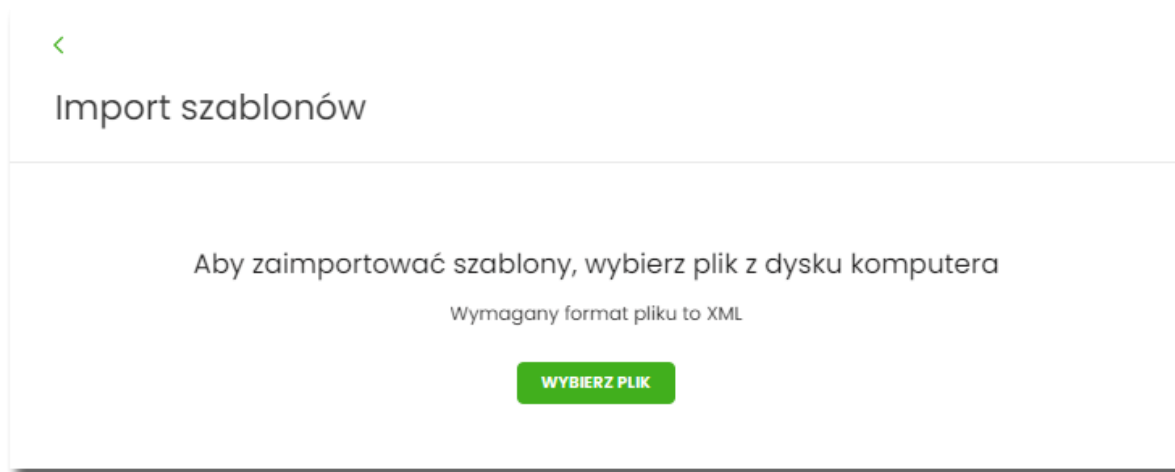 Import szablonów
Aby zaimportować szablony, wybierz plik z dysku komputera
Wymagany format pliku to XML
WYBIERZ PLIK